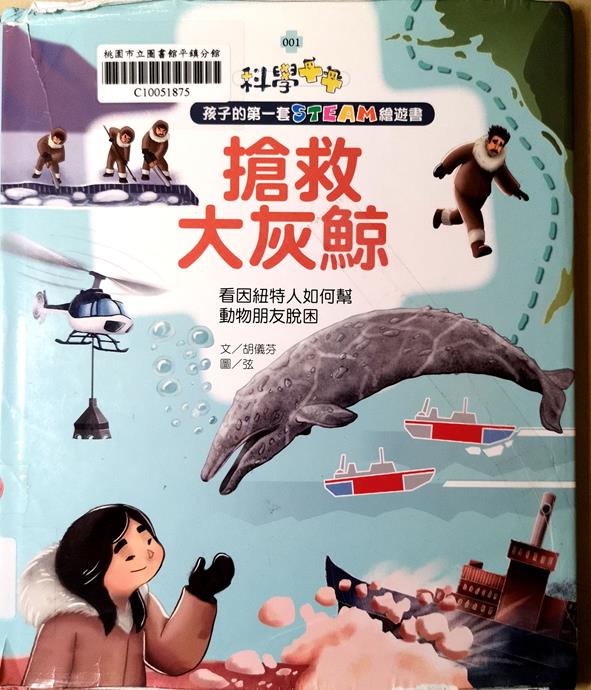 001
桃園市立圖書館平鎮分館
C10051875
科學
孩子的第一套STEAM繪遊書
搶救
大灰鯨
看因紐特人如何幫
動物朋友脫困
文／胡儀芬
圖／弦